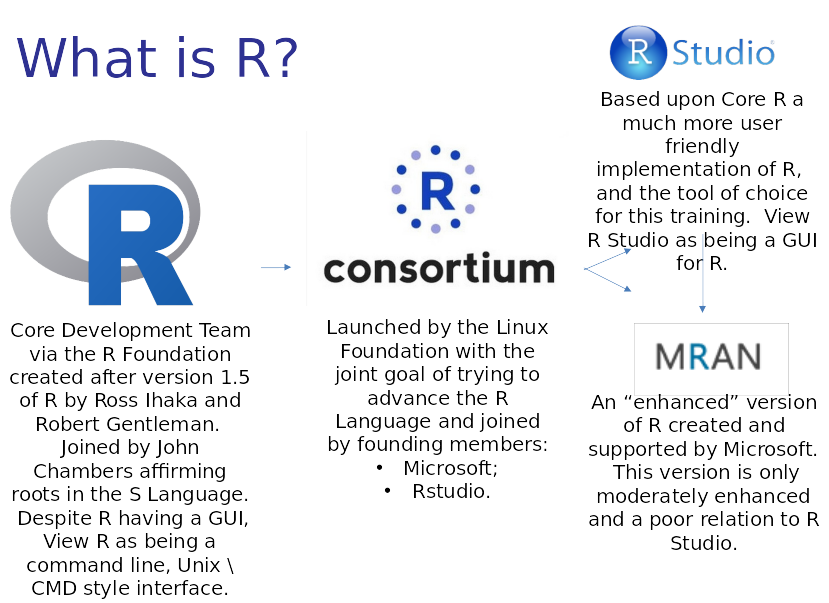 What is R?
R Studio
Based upon Core R a
much more user
friendly
implementation of R,
and the tool of choice
for this training.  View
R Studio as being a GUI
for R.
R
R
consortium
Core Development Team
via the R Foundation
created after version 1.5
of R by Ross Ihaka and
Robert Gentleman.
Joined by John
Chambers affirming
roots in the S Language.
Despite R having a GUI,
View R as being a
command line, Unix \
CMD style interface.
Launched by the Linux
Foundation with the
joint goal of trying to
advance the R
Language and joined
by founding members:
• Microsoft;
• Rstudio.
MRAN
An “enhanced” version
of R created and
supported by Microsoft.
This version is only
moderately enhanced
and a poor relation to R
Studio.